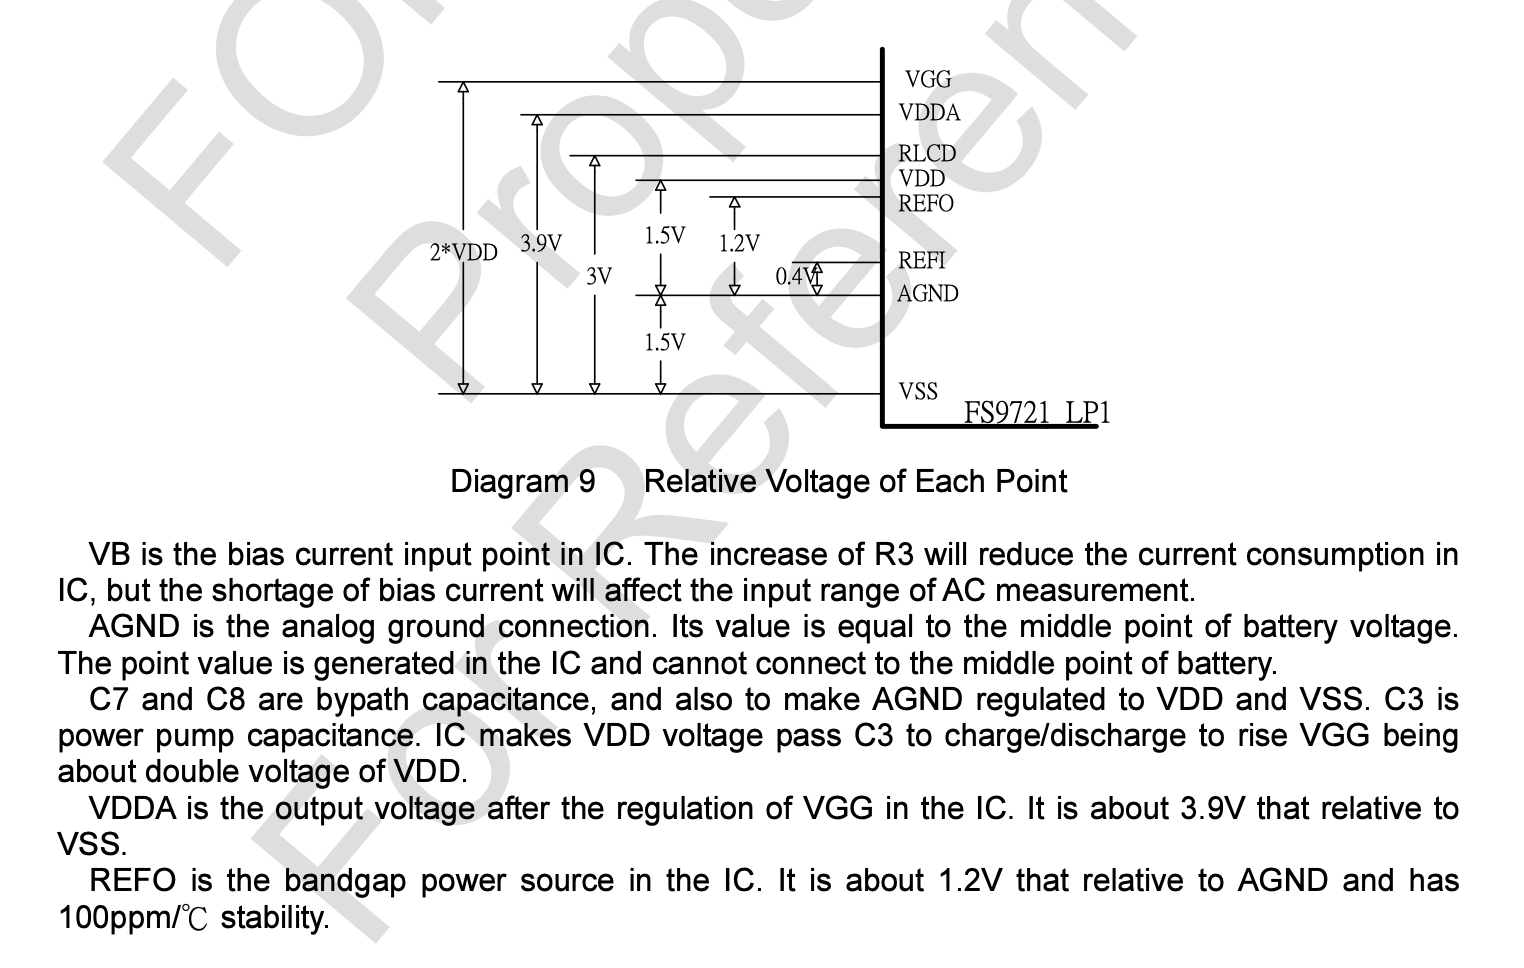 VGG
VDDA
RLCD
VDD
REFO
2*VDD
3.9V
3V
1.5V
1.2V
0.4V
REFI
AGND
1.5V
VSS
FS9721_LP1
Diagram 9 Relative Voltage of Each Point
VB is the bias current input point in IC. The increase of R3 will reduce the current consumption in
IC, but the shortage of bias current will affect the input range of AC measurement.
AGND is the analog ground connection. Its value is equal to the middle point of battery voltage.
The point value is generated in the IC and cannot connect to the middle point of battery.
C7 and C8 are bypath capacitance, and also to make AGND regulated to VDD and VSS. C3 is
power pump capacitance. IC makes VDD voltage pass C3 to charge/discharge to rise VGG being
about double voltage of VDD.
VDDA is the output voltage after the regulation of VGG in the IC. It is about 3.9V that relative to
VSS.
REFO is the bandgap power source in the IC. It is about 1.2V that relative to AGND and has
100ppm/℃ stability.
For Referen